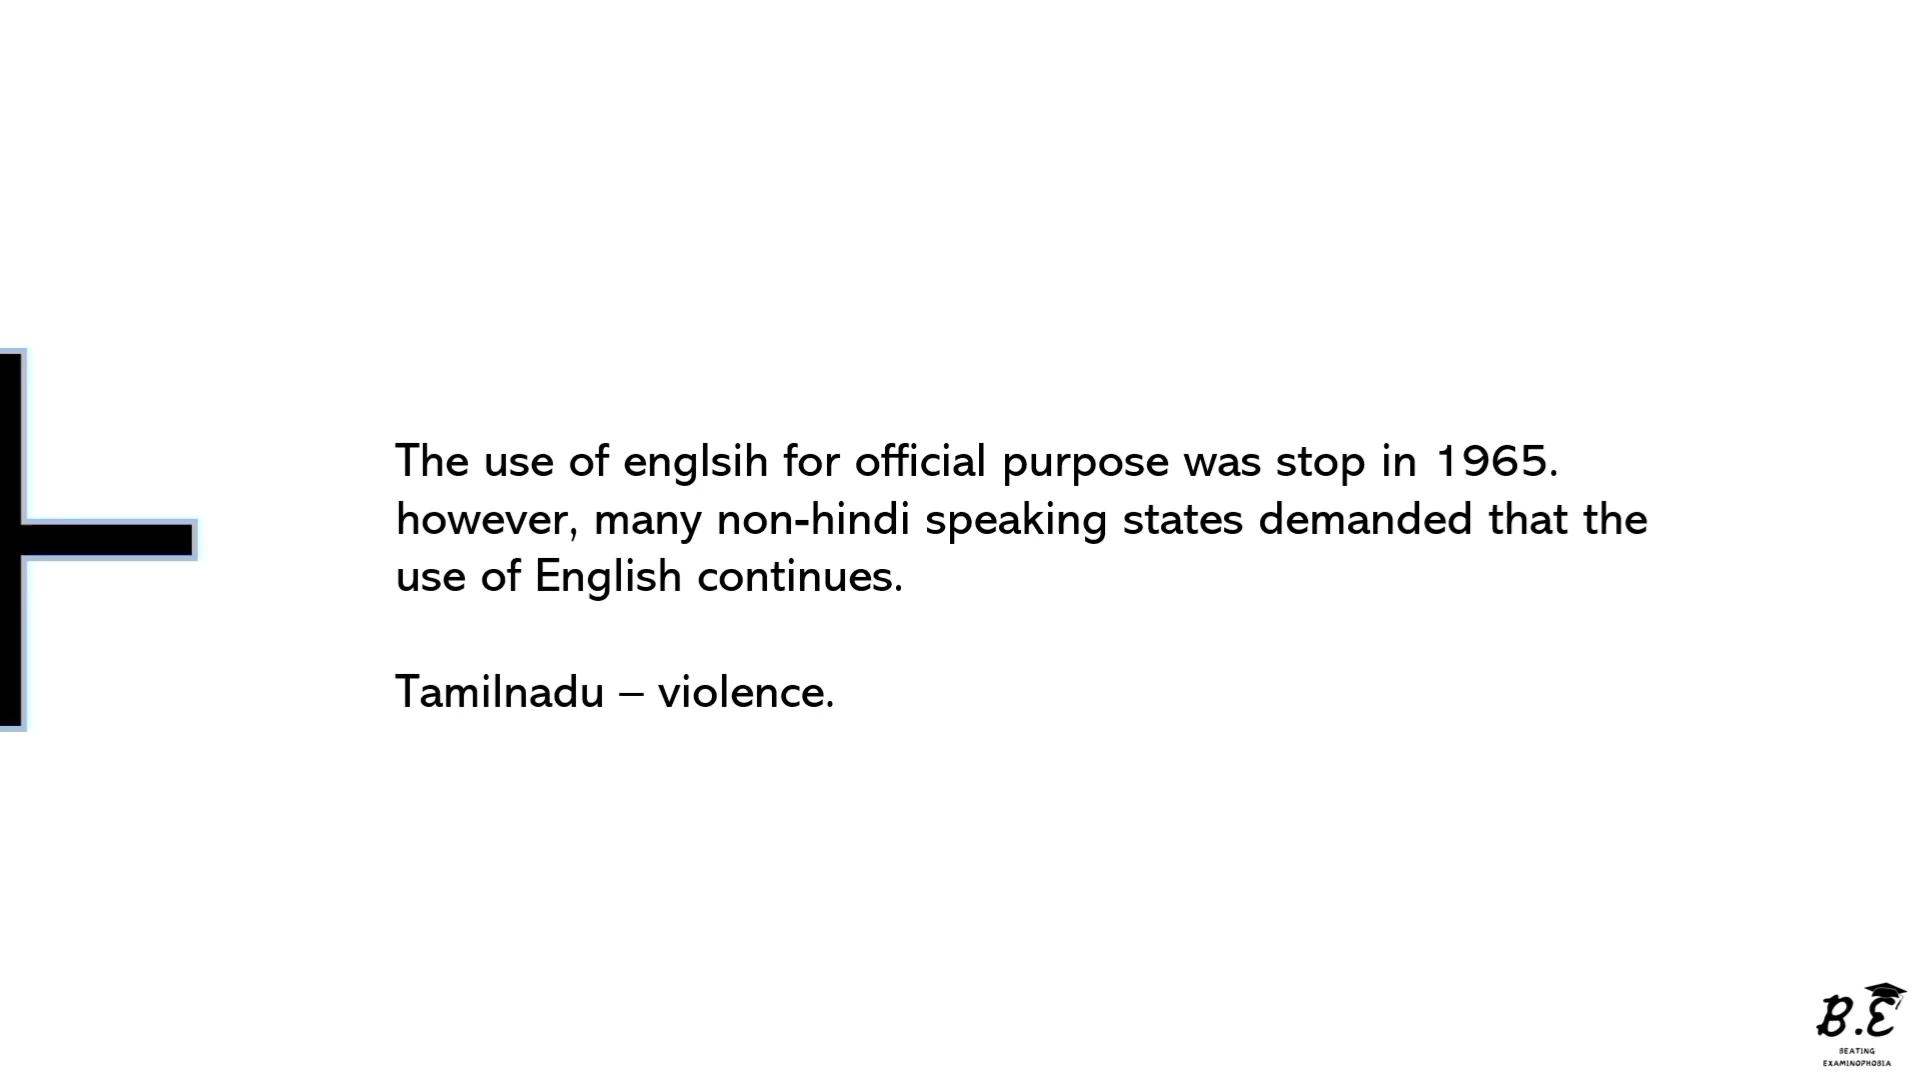 The use of englsih for official purpose was stop in 1965.
however, many non-hindi speaking states demanded that the
use of English continues.
Tamilnadu – violence.
B.E
BEATING
EXAMINOPHOBIA